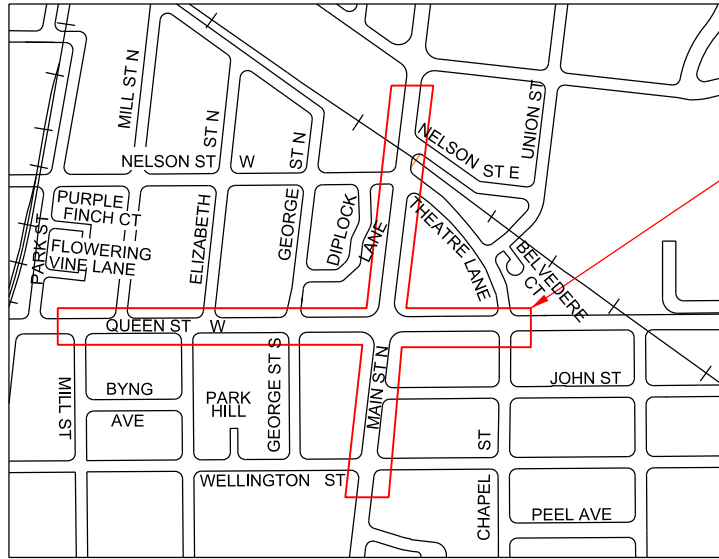 MILL ST N
ST N
ST N
UNION ST
NELSON ST W
NELSON ST E
PURPLE
FINCH CT
ELIZABETH
GEORGE
DIPLOCK
LANE
THEATRE LANE
PARK ST
FLOWERING
VINE LANE
BELVEDERE
CT
QUEEN ST W
MILL ST
BYNG
AVE
PARK
HILL
GEORGE ST S
MAIN ST N
JOHN ST
ST
CHAPEL
WELLINGTON ST
PEEL AVE